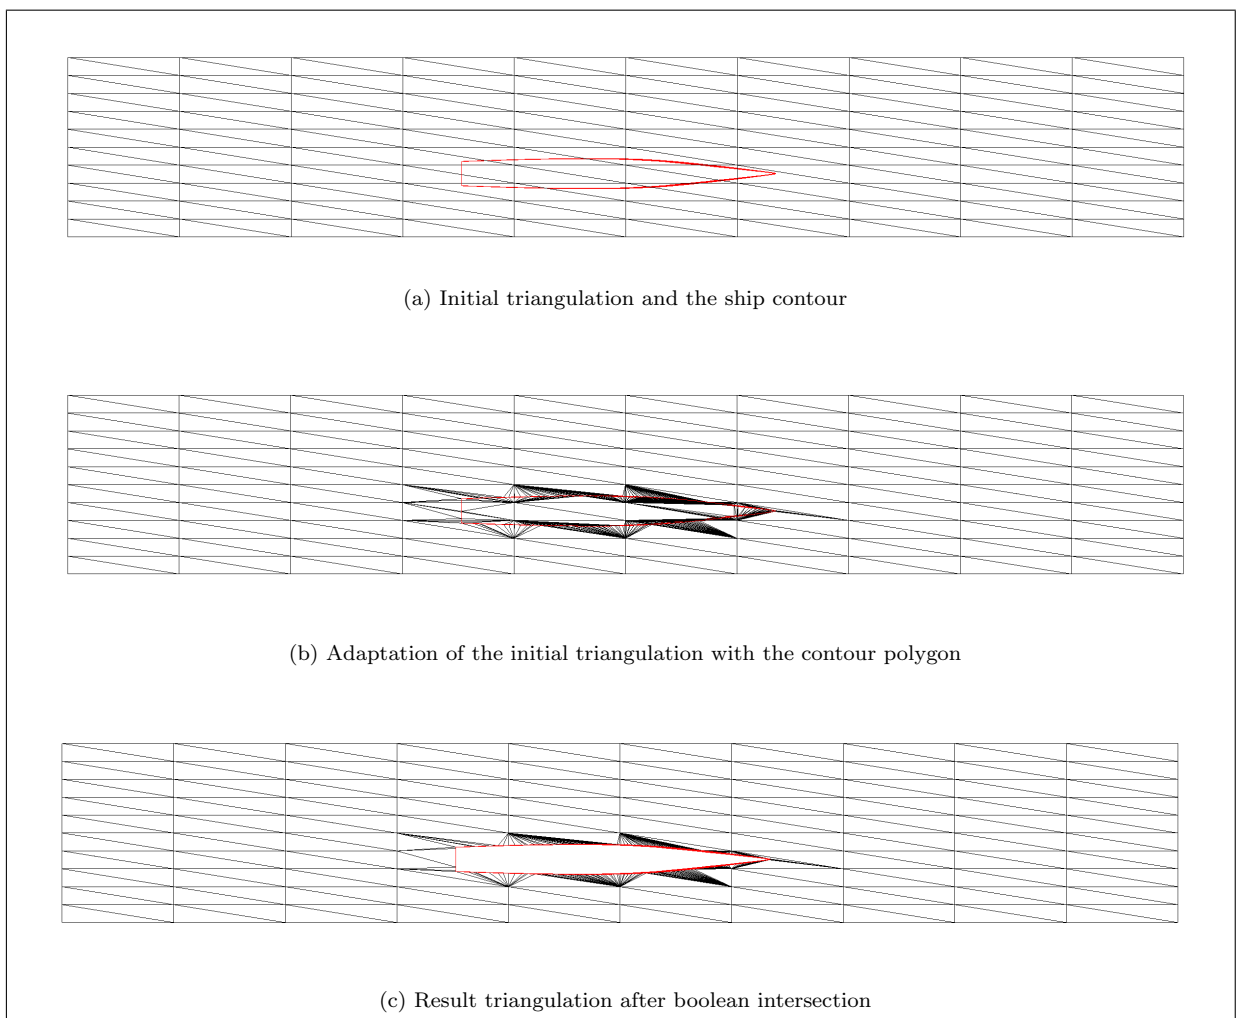 (a) Initial triangulation and the ship contour
(b) Adaptation of the initial triangulation with the contour polygon
(c) Result triangulation after boolean intersection